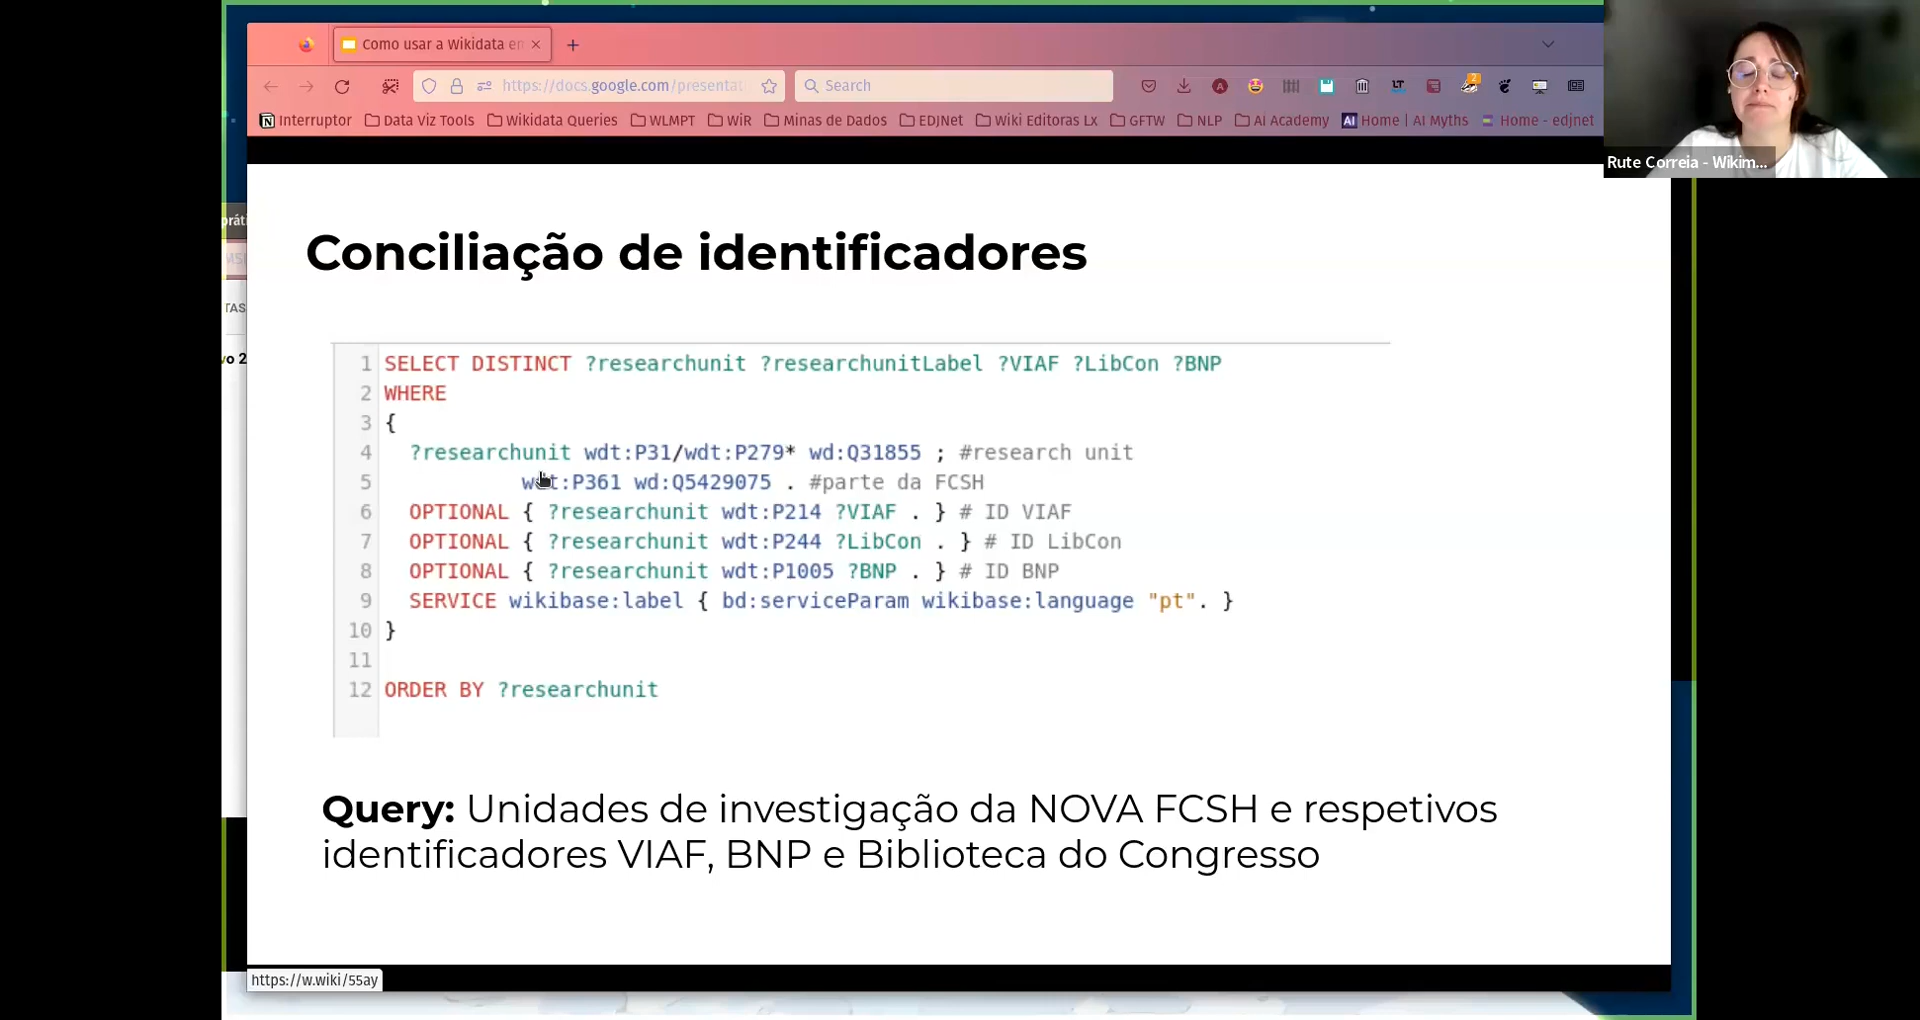 Como usar a Wikidata em
https://docs.google.com/presentat
Search
2
Interruptor Data Viz Tools Wikidata Queries WLMPT WiR Minas de Dados EDJNet Wiki Editoras Lx GFTW NLP Ai Academy AI Home | AI Myths Home - edjnet
Rute Correia - Wikim...
Conciliação de identificadores
1 SELECT DISTINCT ?researchunit ?researchunitLabel ?VIAF ?LibCon ?BNP
2 WHERE
3 {
4 ?researchunit wdt:P31/wdt:P279* wd:Q31855 ; #research unit
5 wdt:P361 wd:Q5429075 . #parte da FCSH
6 OPTIONAL { ?researchunit wdt:P214 ?VIAF . } # ID VIAF
7 OPTIONAL { ?researchunit wdt:P244 ?LibCon . } # ID LibCon
8 OPTIONAL { ?researchunit wdt:P1005 ?BNP . } # ID BNP
9 SERVICE wikibase:label { bd:serviceParam wikibase:language "pt". }
10 }
11
12 ORDER BY ?researchunit
Query: Unidades de investigação da NOVA FCSH e respetivos
identificadores VIAF, BNP e Biblioteca do Congresso
https://w.wiki/55ay